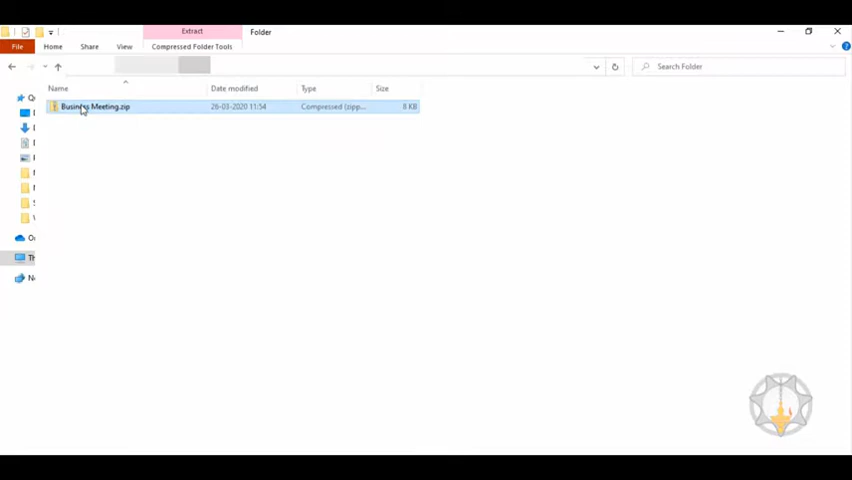 Extract
Folder
File
Home
Share
View
Compressed Folder Tools
Search Folder
Name
Date modified
Type
Size
Business Meeting.zip
26-03-2020 11:54
Compressed (zipp...
8 KB